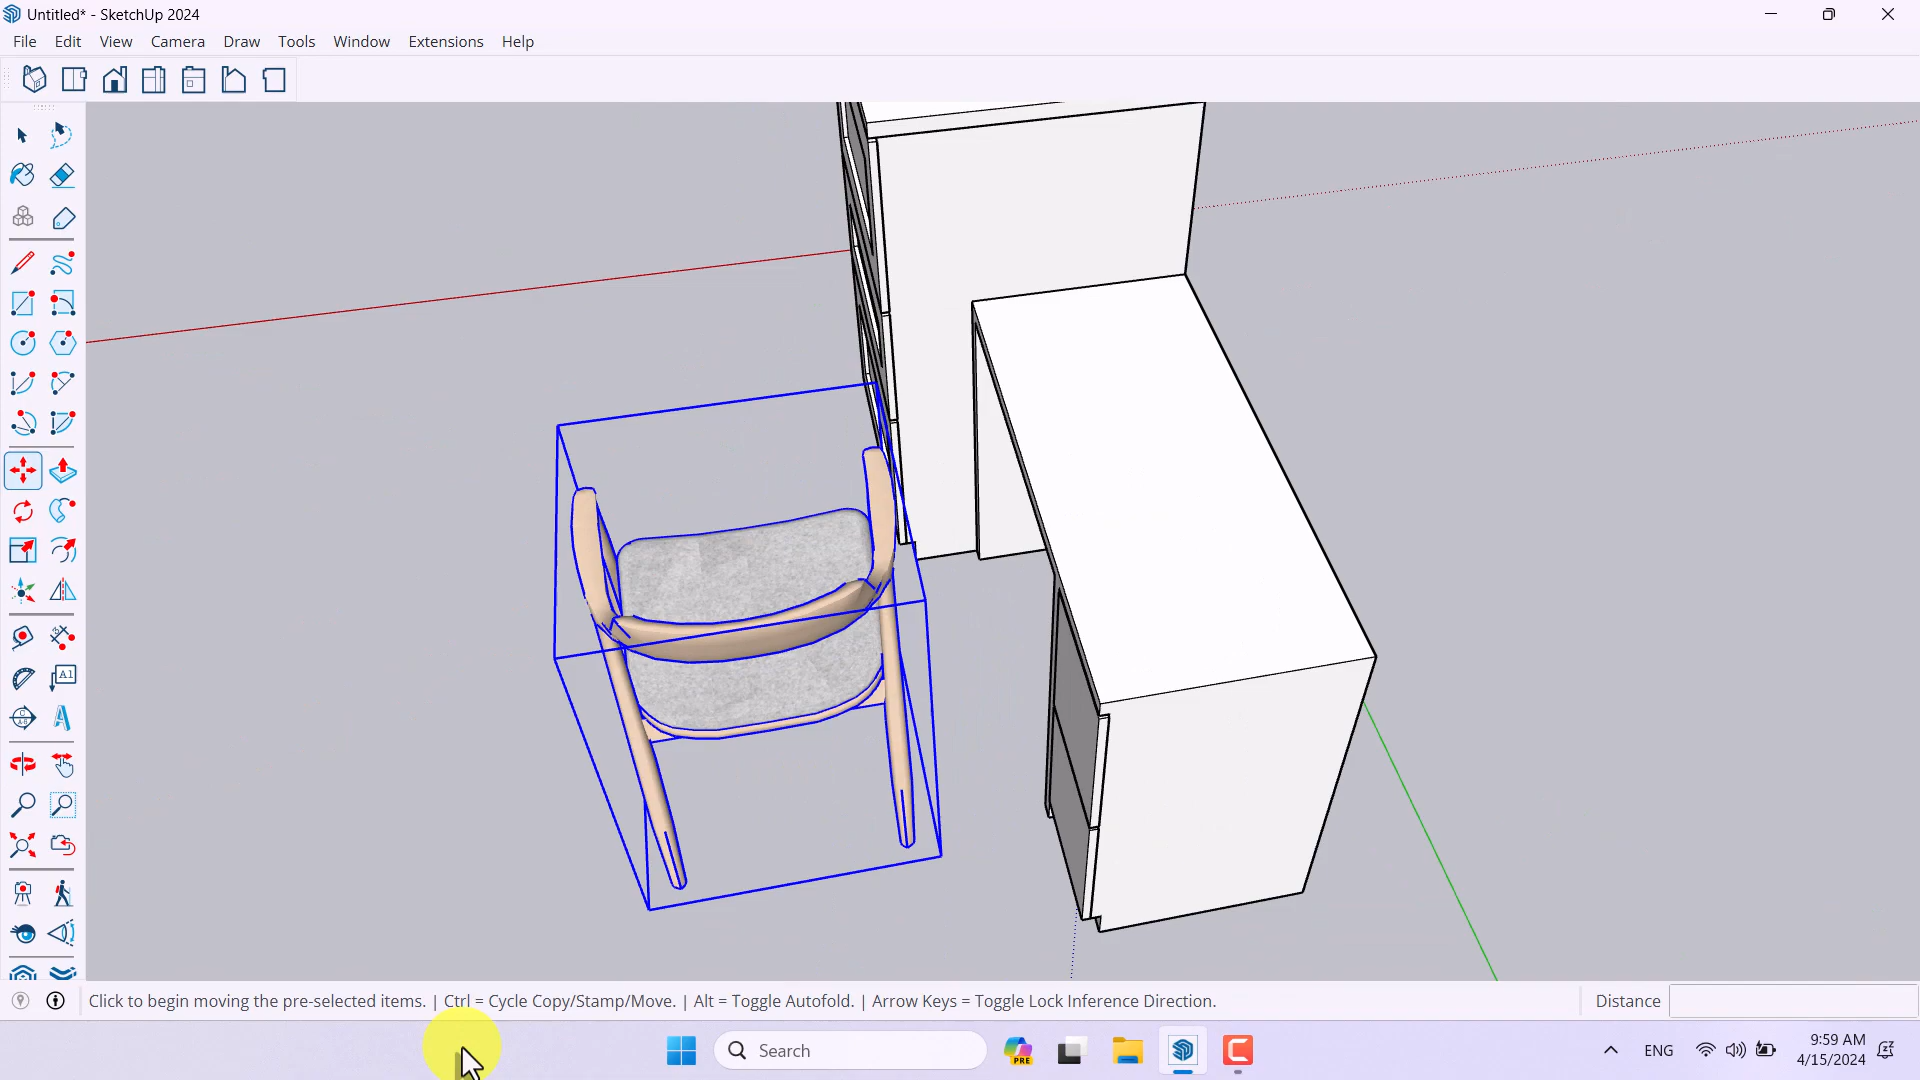 Untitled* - SketchUp 2024
File Edit View Camera Draw Tools Window Extensions Help
A1
Click to begin moving the pre-selected items. | Ctrl = Cycle Copy/Stamp/Move. | Alt = Toggle Autofold. | Arrow Keys = Toggle Lock Inference Direction.
Distance
Search
PRE
ENG
9:59 AM
4/15/2024